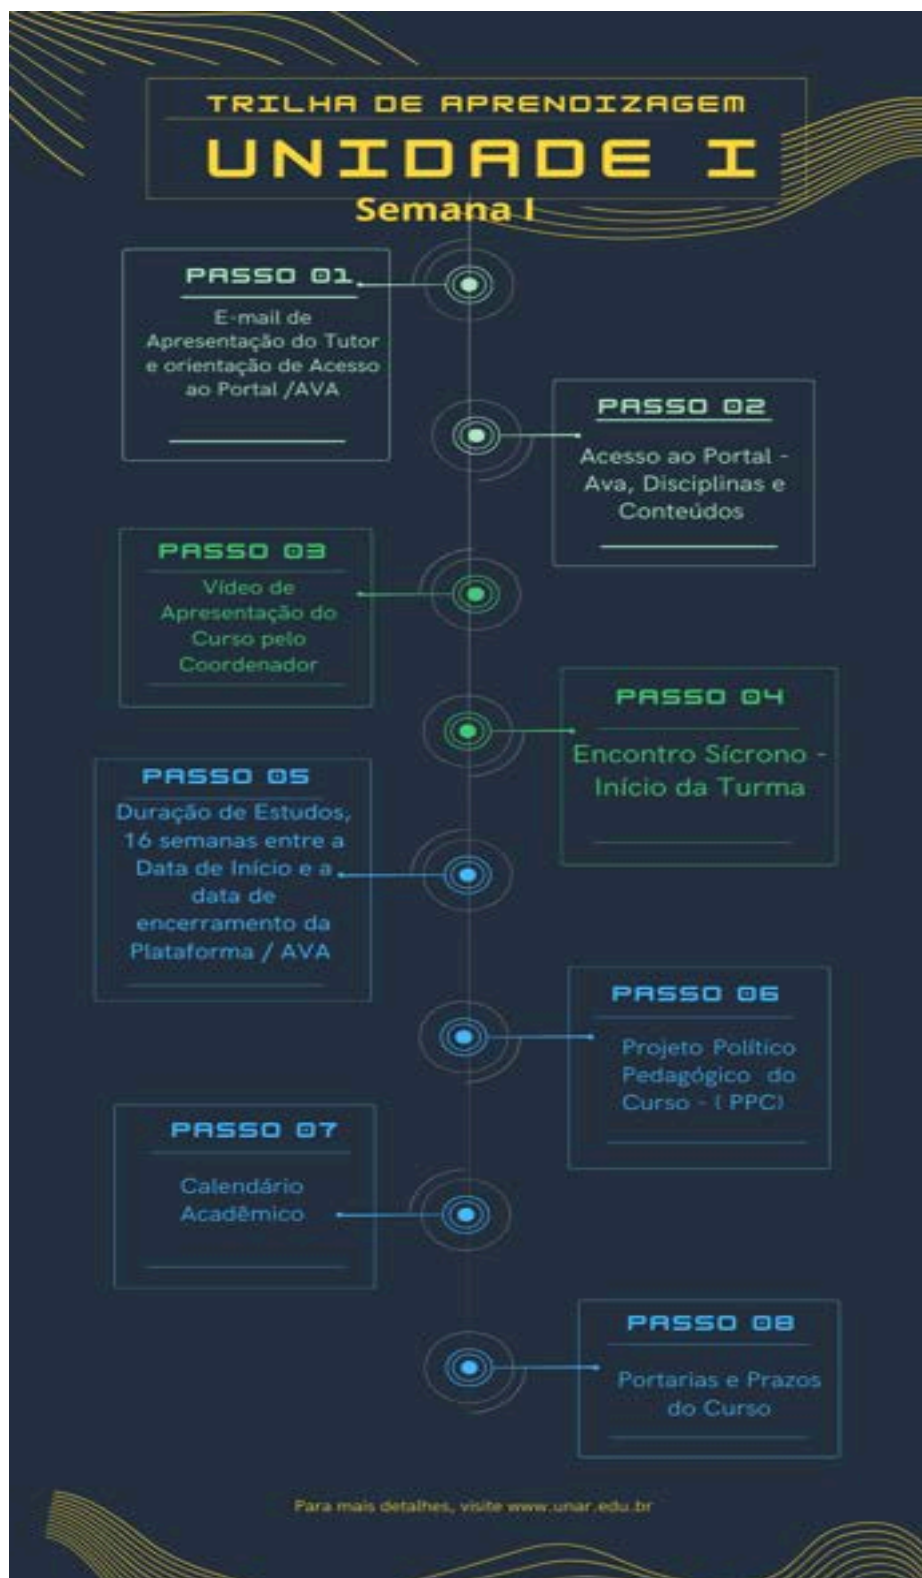 TRILHA DE APRENDIZAGEM
UNIDADE I
Semana I
PASSO 01
E-mail de
Apresentação do Tutor
e orientação de Acesso
ao Portal /AVA
PASSO 02
Acesso ao Portal -
Ava, Disciplinas e
Conteúdos
PASSO 03
Vídeo de
Apresentação do
Curso pelo
Coordenador
PASSO 04
Encontro Sícrono -
Início da Turma
PASSO 05
Duração de Estudos,
16 semanas entre a
Data de Início e a
data de
encerramento da
Plataforma / AVA
PASSO 06
Projeto Político
Pedagógico do
Curso - ( PPC)
PASSO 07
Calendário
Acadêmico
PASSO 08
Portarias e Prazos
do Curso
Para mais detalhes, visite www.unar.edu.br